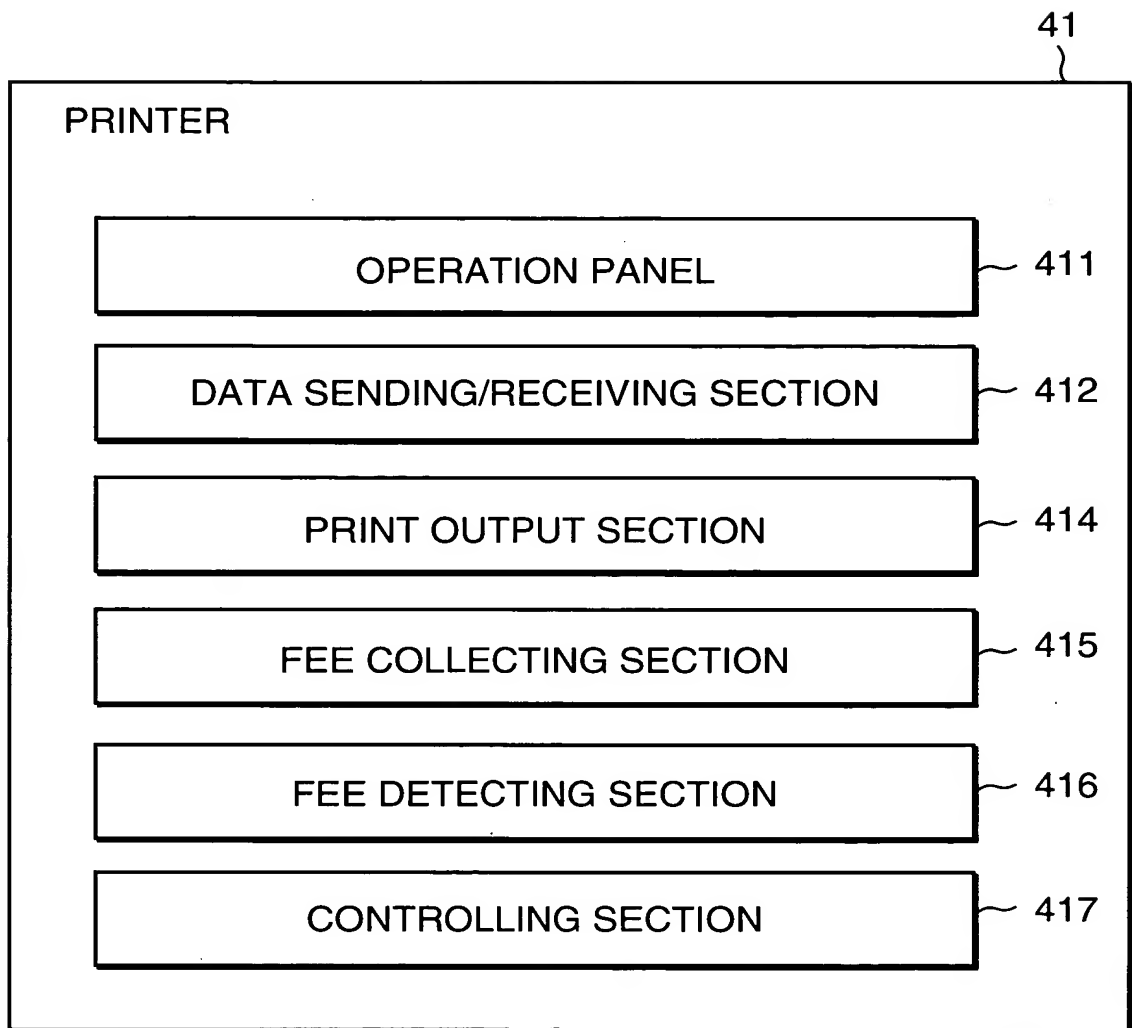 41
PRINTER
OPERATION PANEL 411
DATA SENDING/RECEIVING SECTION 412
PRINT OUTPUT SECTION 414
FEE COLLECTING SECTION 415
FEE DETECTING SECTION 416
CONTROLLING SECTION 417